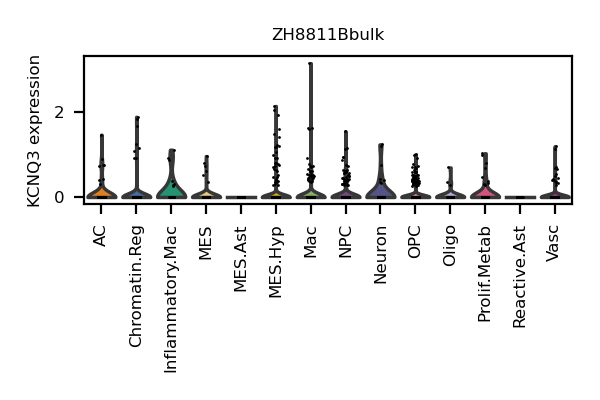 ZH8811Bbulk
KCNQ3 expression
2
0
AC
Chromatin.Reg
Inflammatory.Mac
MES
MES.Ast
MES.Hyp
Mac
NPC
Neuron
OPC
Oligo
Prolif.Metab
Reactive.Ast
Vasc